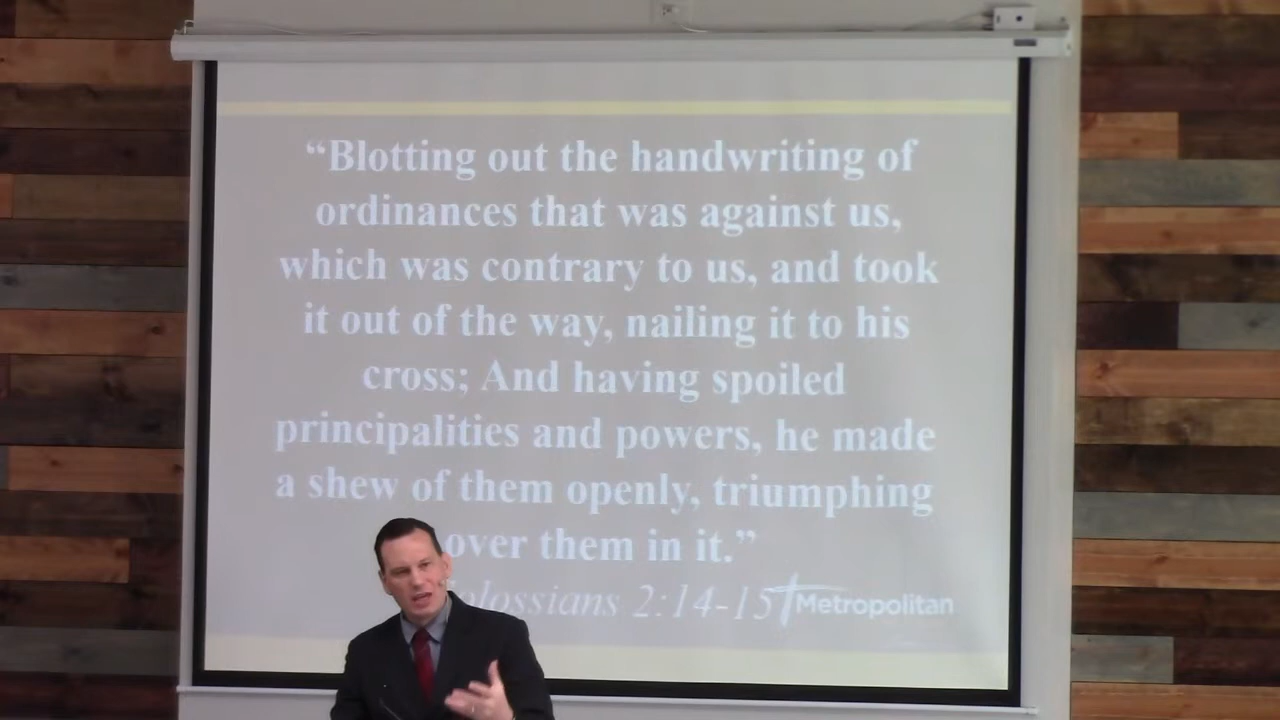 “Blotting out the handwriting of
ordinances that was against us,
which was contrary to us, and took
it out of the way, nailing it to his
cross; And having spoiled
principalities and powers, he made
a shew of them openly, triumphing
over them in it.”
olossians 2:14-15
Metropolitan